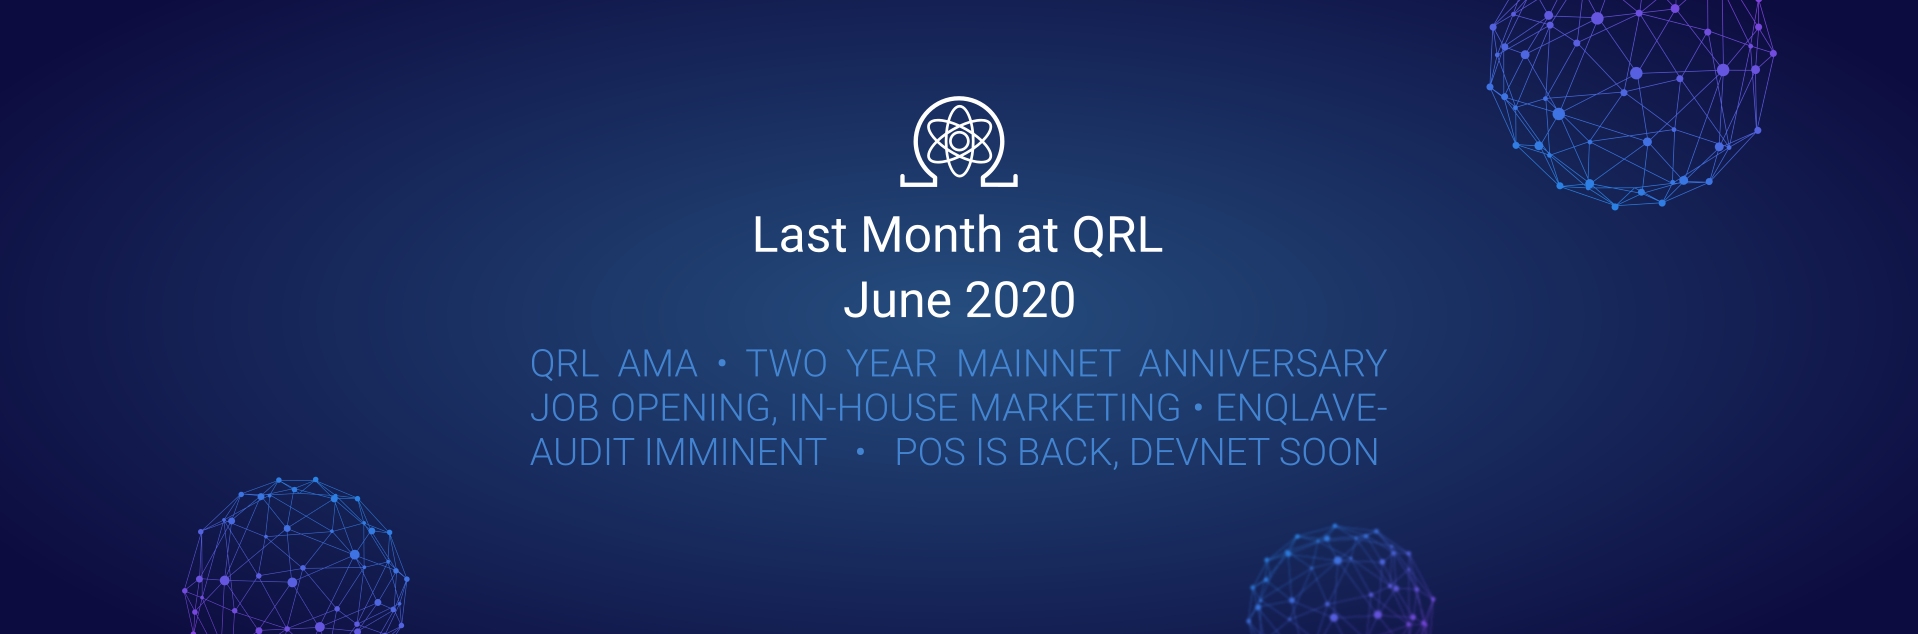 Last Month at QRL
June 2020
QRL AMA • TWO YEAR MAINNET ANNIVERSARY
JOB OPENING, IN-HOUSE MARKETING • ENQLAVE-
AUDIT IMMINENT • POS IS BACK, DEVNET SOON